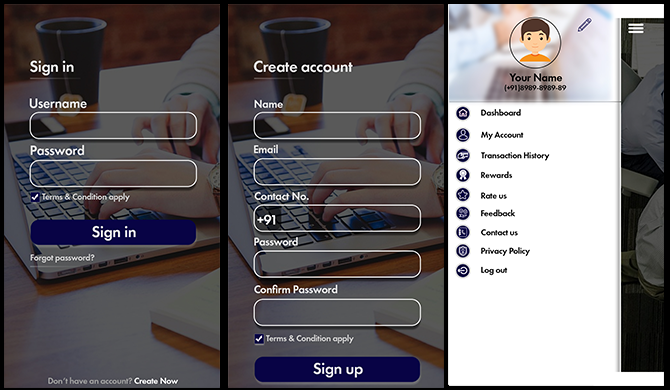 Sign in
Username
Password
Terms & Condition apply
Sign in
Forgot password?
Don't have an account? Create Now
Create account
Name
Email
Contact No.
+91
Password
Confirm Password
Terms & Condition apply
Sign up
Your Name
(+91)8989-8989-89
Dashboard
My Account
Transaction History
Rewards
Rate us
Feedback
Contact us
Privacy Policy
Log out